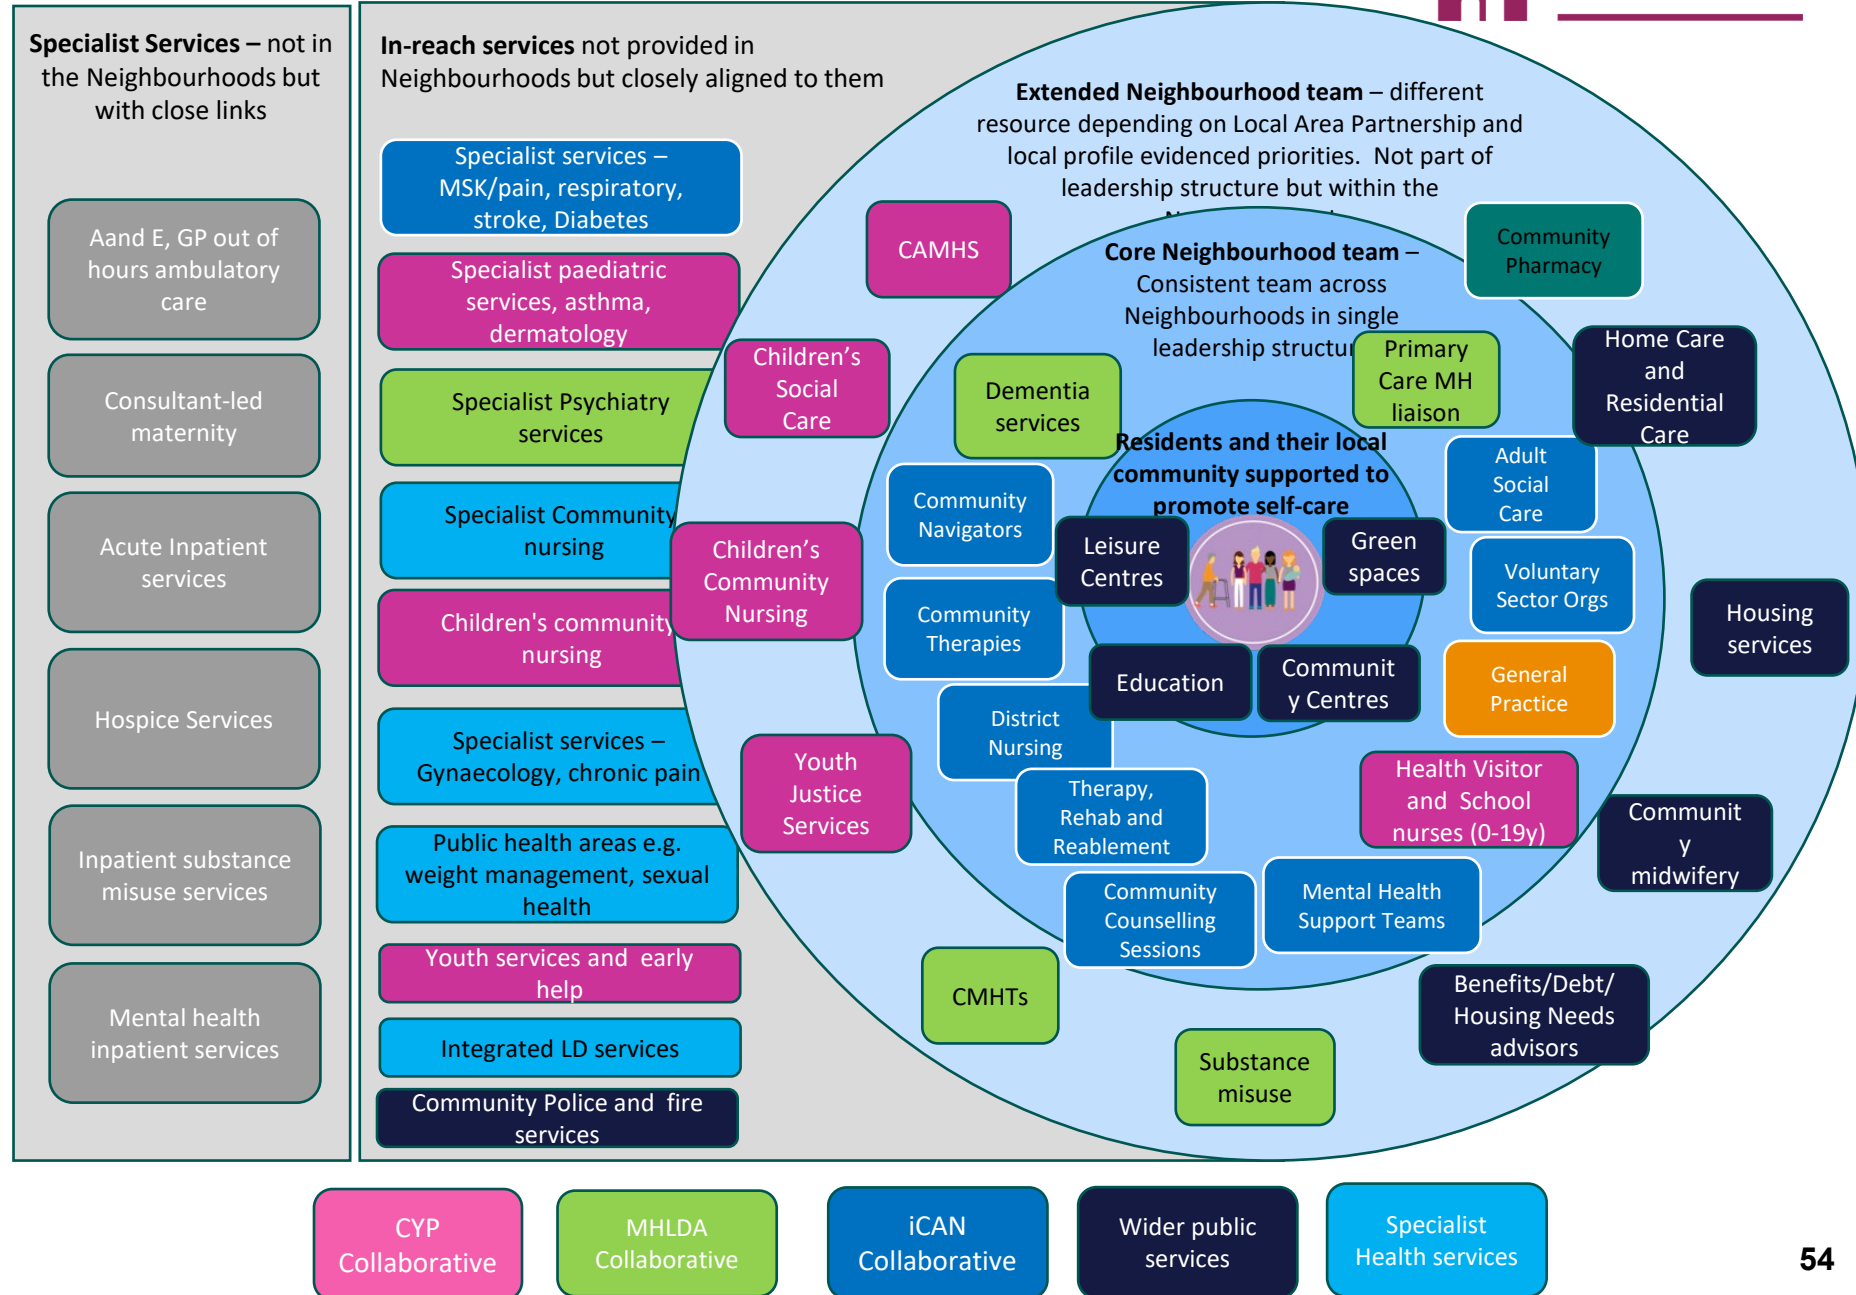 Specialist Services – not in
the Neighbourhoods but
with close links
Aand E, GP out of
hours ambulatory
care
Consultant-led
maternity
Acute Inpatient
services
Hospice Services
Inpatient substance
misuse services
Mental health
inpatient services
In-reach services not provided in
Neighbourhoods but closely aligned to them
Specialist services –
MSK/pain, respiratory,
stroke, Diabetes
Specialist paediatric
services, asthma,
dermatology
Specialist Psychiatry
services
Specialist Community
nursing
Children's community
nursing
Specialist services –
Gynaecology, chronic pain
Public health areas e.g.
weight management, sexual
health
Youth services and early
help
Integrated LD services
Community Police and fire
services
Extended Neighbourhood team – different
resource depending on Local Area Partnership and
local profile evidenced priorities. Not part of
leadership structure but within the
CAMHS
Community
Pharmacy
Children's
Social
Care
Home Care
and
Residential
Care
Children's
Community
Nursing
Housing
services
Youth
Justice
Services
Communit
y
midwifery
CMHTs
Benefits/Debt/
Housing Needs
advisors
Substance
misuse
Core Neighbourhood team –
Consistent team across
Neighbourhoods in single
leadership structur
Dementia
services
Primary
Care MH
liaison
Community
Navigators
Adult
Social
Care
Community
Therapies
Voluntary
Sector Orgs
District
Nursing
General
Practice
Therapy,
Rehab and
Reablement
Health Visitor
and School
nurses (0-19y)
Community
Counselling
Sessions
Mental Health
Support Teams
Residents and their local
community supported to
promote self-care
Leisure
Centres
Green
spaces
Education
Communit
y Centres
CYP
Collaborative
MHLDA
Collaborative
iCAN
Collaborative
Wider public
services
Specialist
Health services
54